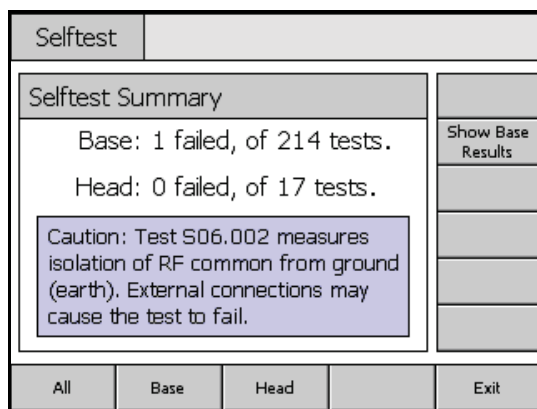 Selftest
Selftest Summary
Base: 1 failed, of 214 tests.
Head: 0 failed, of 17 tests.
Caution: Test S06.002 measures
isolation of RF common from ground
(earth). External connections may
cause the test to fail.
Show Base
Results
All
Base
Head
Exit